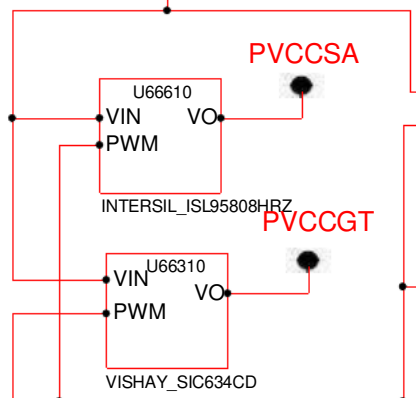 PVCCSA
U66610
VIN VO
PWM
INTERSIL_ISL95808HRZ
PVCCGT
U66310
VIN VO
PWM
VISHAY_SIC634CD